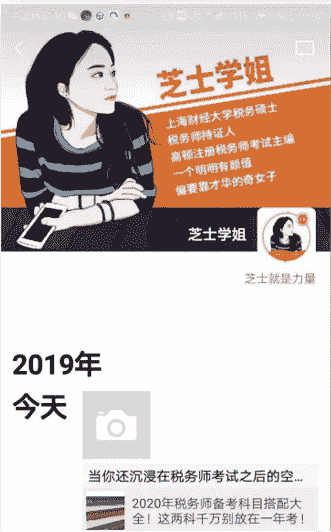 芝士学姐
上海财经大学税务硕士
税务师持证人
高顿注册税务师考试主编
一个明明有颜值
偏要靠才华的奇女子
芝士学姐
芝士就是力量
2019年
今天
当你还沉浸在税务师考试之后的空...
2020年税务师备考科目搭配大
全！这两科千万别放在一年考！